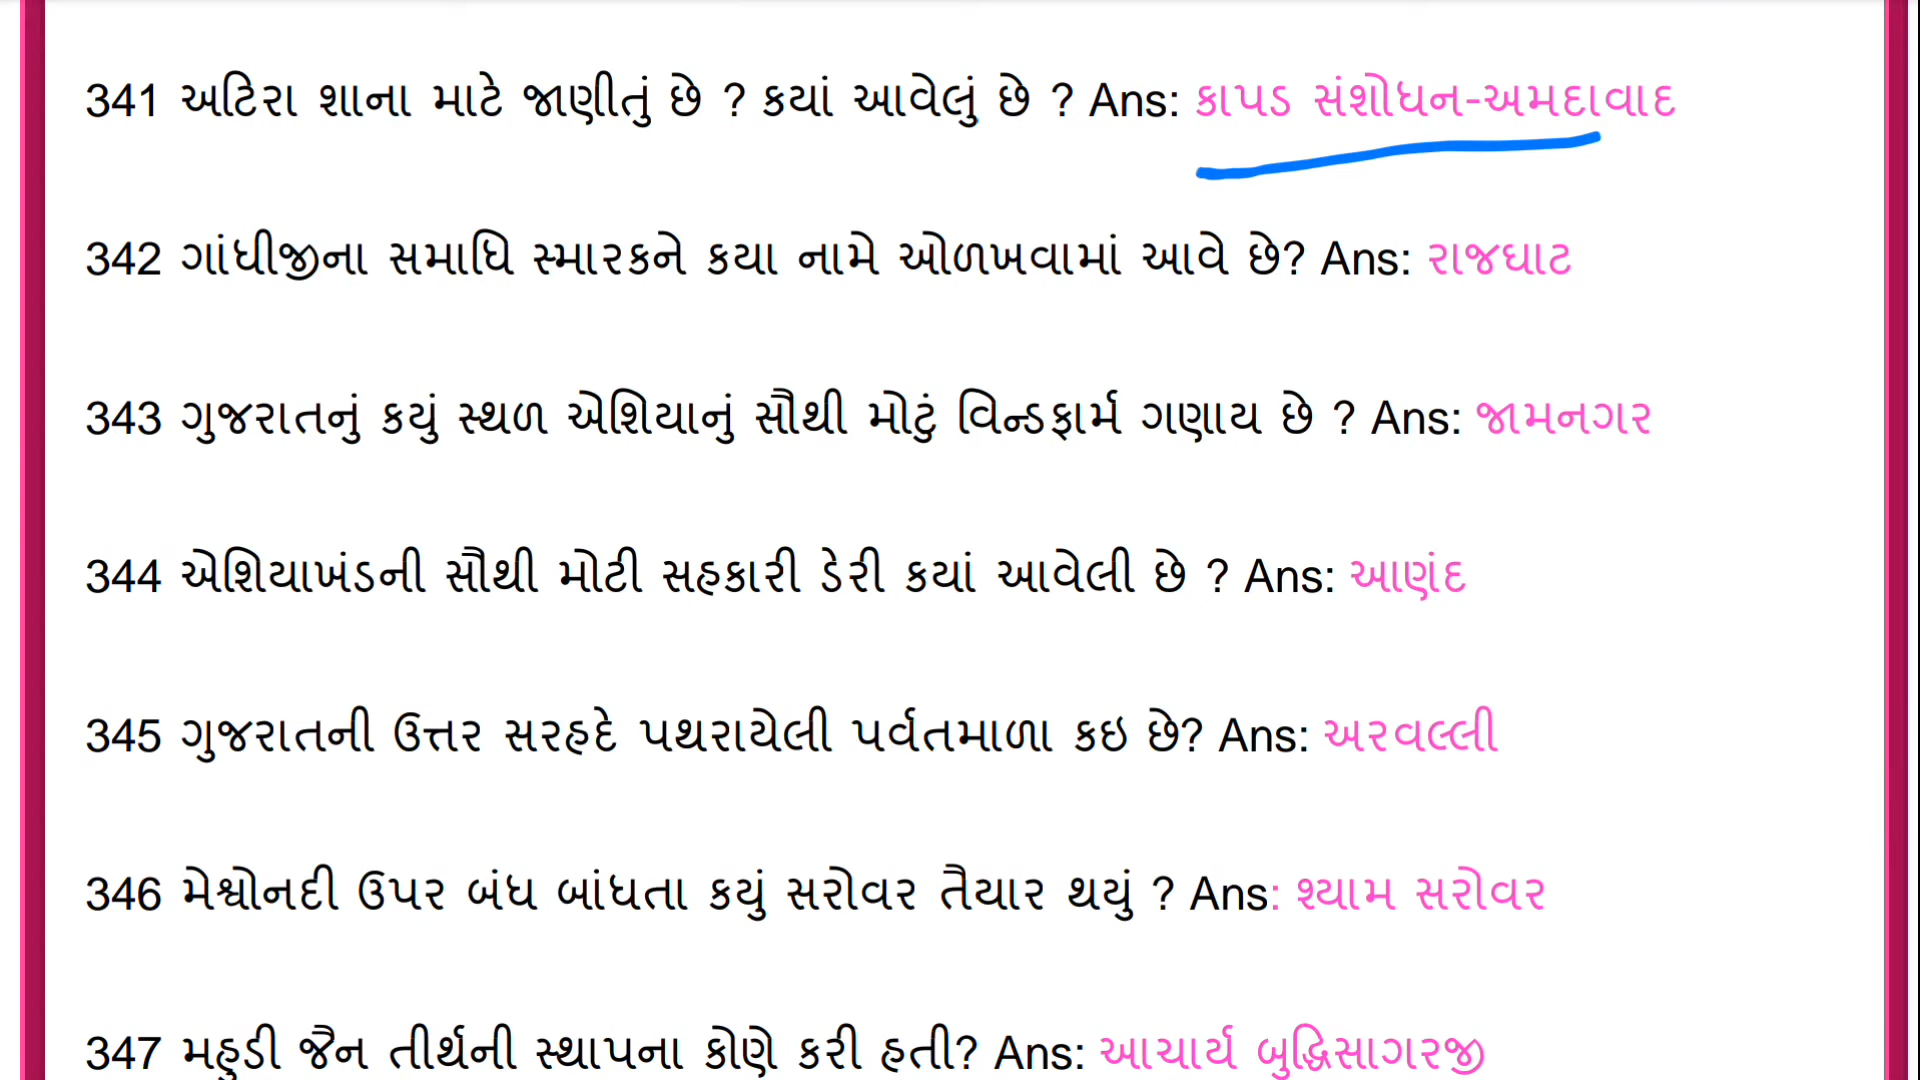 341 અટિરા શાના માટે જાણીતું છે ? કયાં આવેલું છે ? Ans: કાપડ સંશોધન-અમદાવાદ
342 ગાંધીજીના સમાધિ સ્મારકને કયા નામે ઓળખવામાં આવે છે? Ans: રાજઘાટ
343 ગુજરાતનું કયું સ્થળ એશિયાનું સૌથી મોટું વિન્ડફાર્મ ગણાય છે ? Ans: જામનગર
344 એશિયાખંડની સૌથી મોટી સહકારી ડેરી કયાં આવેલી છે ? Ans: આણંદ
345 ગુજરાતની ઉત્તર સરહદે પથરાયેલી પર્વતમાળા કઇ છે? Ans: અરવલ્લી
346 મેશ્વોનદી ઉપર બંધ બાંધતા કયું સરોવર તૈયાર થયું ? Ans: શ્યામ સરોવર
347 મહુડી જૈન તીર્થની સ્થાપના કોણે કરી હતી? Ans: આચાર્ય બુદ્ધિસાગરજી